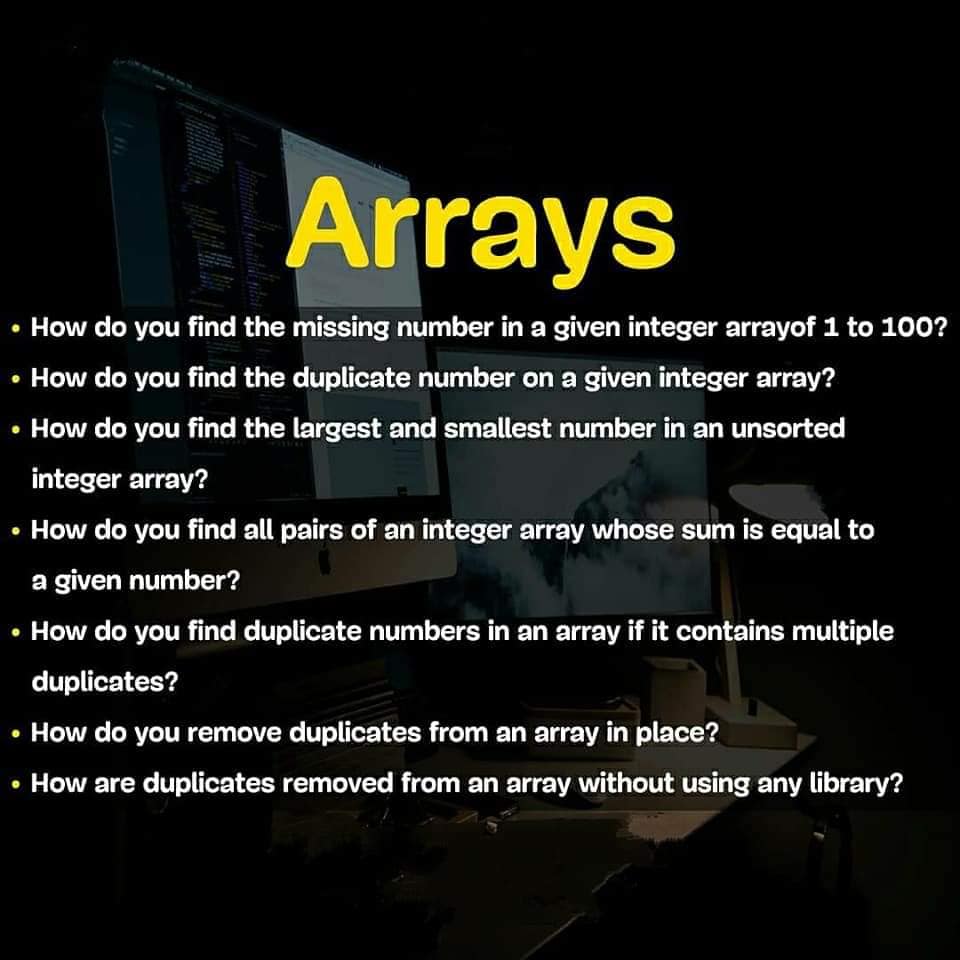 Arrays
• How do you find the missing number in a given integer arrayof 1 to 100?
• How do you find the duplicate number on a given integer array?
• How do you find the largest and smallest number in an unsorted
integer array?
• How do you find all pairs of an integer array whose sum is equal to
a given number?
• How do you find duplicate numbers in an array if it contains multiple
duplicates?
• How do you remove duplicates from an array in place?
• How are duplicates removed from an array without using any library?